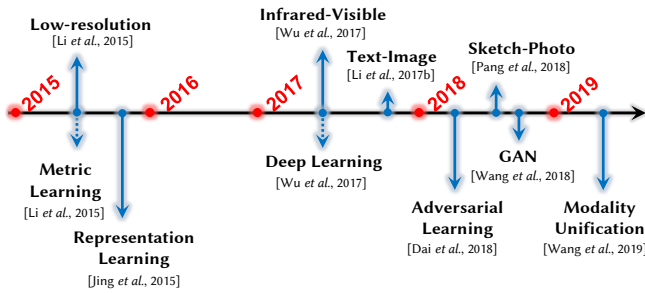 Low-resolution
[Li et al., 2015]
Infrared-Visible
[Wu et al., 2017]
Text-Image
[Li et al., 2017b]
Sketch-Photo
[Pang et al., 2018]
2015
2016
2017
2018
2019
Metric
Learning
[Li et al., 2015]
Representation
Learning
[Jing et al., 2015]
Deep Learning
[Wu et al., 2017]
Adversarial
Learning
[Dai et al., 2018]
GAN
[Wang et al., 2018]
Modality
Unification
[Wang et al., 2019]